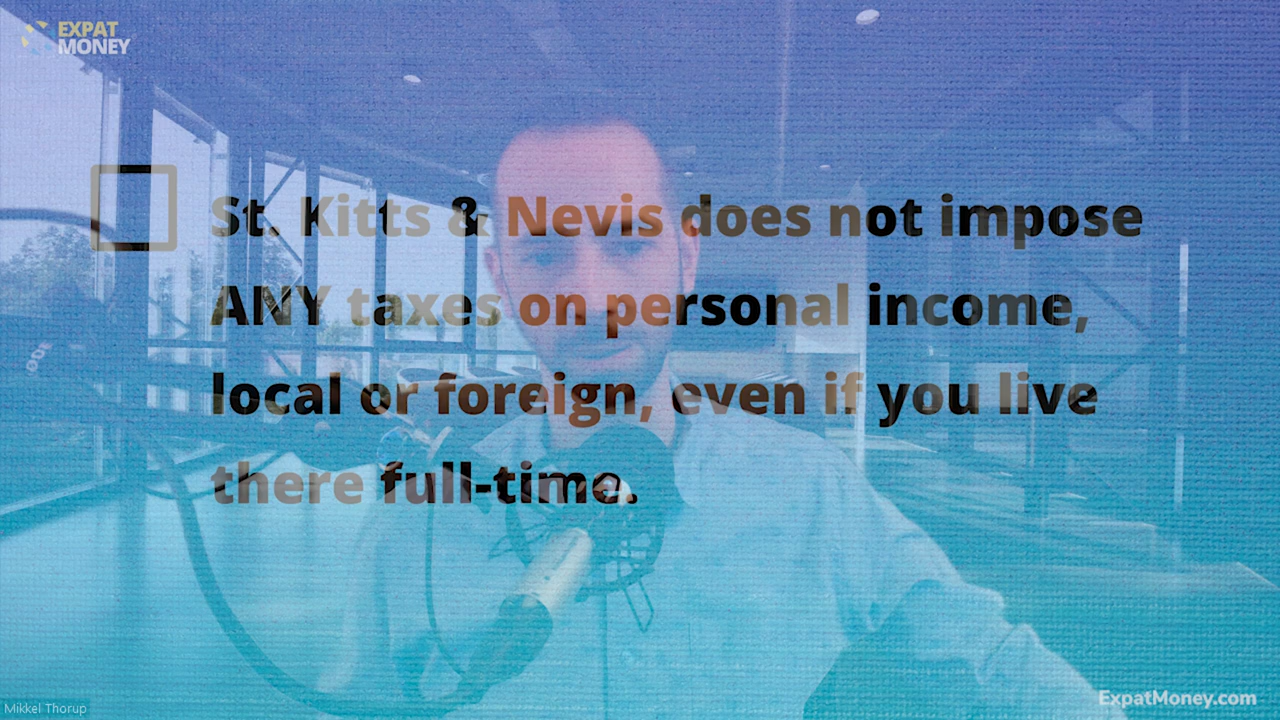 EXPAT
MONEY
St. Kitts & Nevis does not impose
ANY taxes on personal income,
local or foreign, even if you live
there full-time.
Mikkel Thorup
ExpatMoney.com